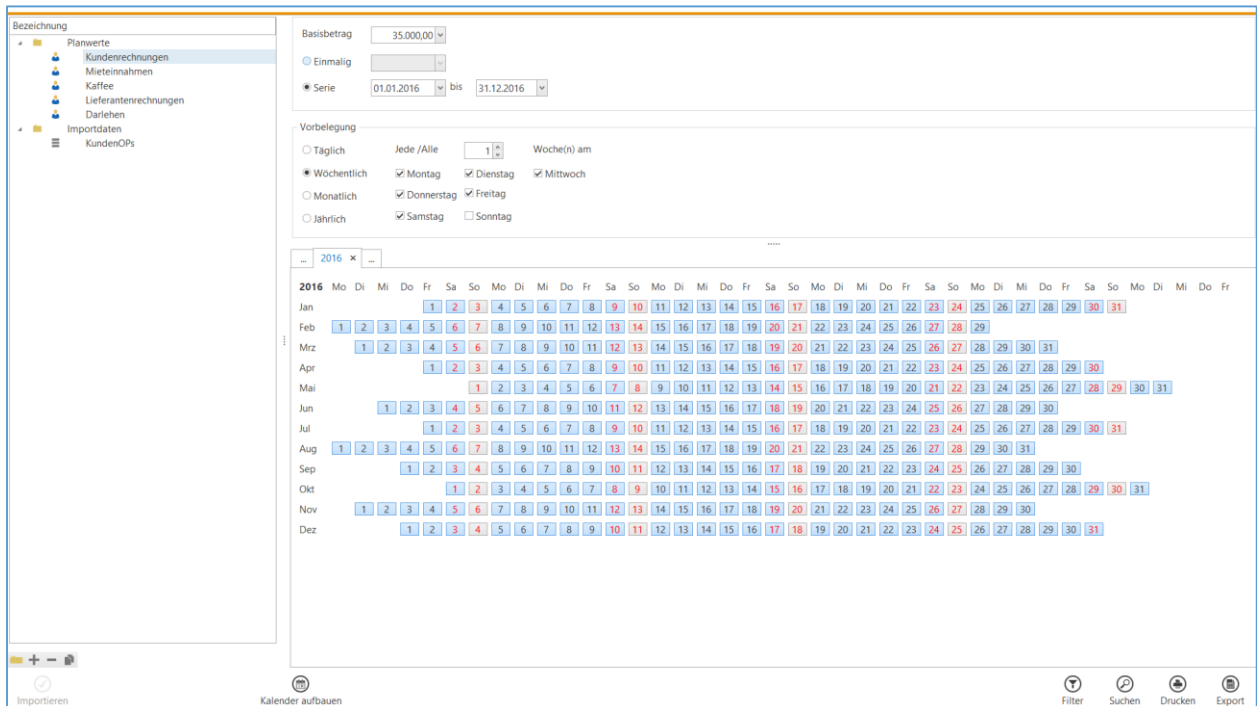 Bezeichnung
Planwerte
Kundenrechnungen
Mieteinnahmen
Kaffee
Lieferantenrechnungen
Darlehen
Importdaten
KundenOPs
Basisbetrag 35.000,00
Einmalig
Serie 01.01.2016 bis 31.12.2016
Vorbelegung
Täglich Jede /Alle 1 Woche(n) am
Wöchentlich Montag Dienstag Mittwoch
Monatlich Donnerstag Freitag
Jährlich Samstag Sonntag
... 2016 × ...
2016 Mo Di Mi Do Fr Sa So Mo Di Mi Do Fr Sa So Mo Di Mi Do Fr Sa So Mo Di Mi Do Fr Sa So Mo Di Mi Do Fr Sa So Mo Di Mi Do Fr
Jan 1 2 3 4 5 6 7 8 9 10 11 12 13 14 15 16 17 18 19 20 21 22 23 24 25 26 27 28 29 30 31
Feb 1 2 3 4 5 6 7 8 9 10 11 12 13 14 15 16 17 18 19 20 21 22 23 24 25 26 27 28 29
Mrz 1 2 3 4 5 6 7 8 9 10 11 12 13 14 15 16 17 18 19 20 21 22 23 24 25 26 27 28 29 30 31
Apr 1 2 3 4 5 6 7 8 9 10 11 12 13 14 15 16 17 18 19 20 21 22 23 24 25 26 27 28 29 30
Mai 1 2 3 4 5 6 7 8 9 10 11 12 13 14 15 16 17 18 19 20 21 22 23 24 25 26 27 28 29 30 31
Jun 1 2 3 4 5 6 7 8 9 10 11 12 13 14 15 16 17 18 19 20 21 22 23 24 25 26 27 28 29 30
Jul 1 2 3 4 5 6 7 8 9 10 11 12 13 14 15 16 17 18 19 20 21 22 23 24 25 26 27 28 29 30 31
Aug 1 2 3 4 5 6 7 8 9 10 11 12 13 14 15 16 17 18 19 20 21 22 23 24 25 26 27 28 29 30 31
Sep 1 2 3 4 5 6 7 8 9 10 11 12 13 14 15 16 17 18 19 20 21 22 23 24 25 26 27 28 29 30
Okt 1 2 3 4 5 6 7 8 9 10 11 12 13 14 15 16 17 18 19 20 21 22 23 24 25 26 27 28 29 30 31
Nov 1 2 3 4 5 6 7 8 9 10 11 12 13 14 15 16 17 18 19 20 21 22 23 24 25 26 27 28 29 30
Dez 1 2 3 4 5 6 7 8 9 10 11 12 13 14 15 16 17 18 19 20 21 22 23 24 25 26 27 28 29 30 31
Importieren Kalender aufbauen Filter Suchen Drucken Export